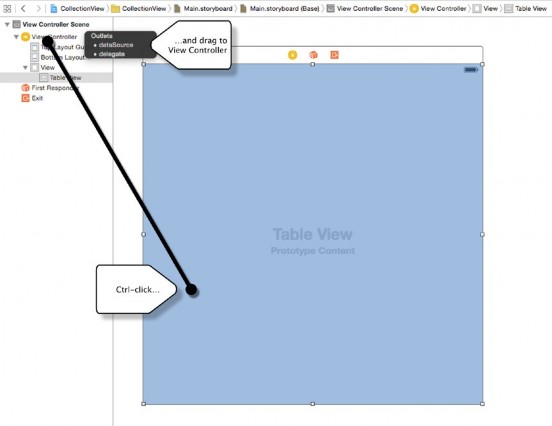 CollectionView CollectionView Main.storyboard Main.storyboard (Base) View Controller Scene View Controller View Table View
View Controller Scene
View Controller
Outlets
dataSource
delegate
...and drag to
View Controller
Top Layout Gu
Bottom Layout...
View
Table View
First Responder
Exit
Table View
Prototype Content
Ctrl-click...